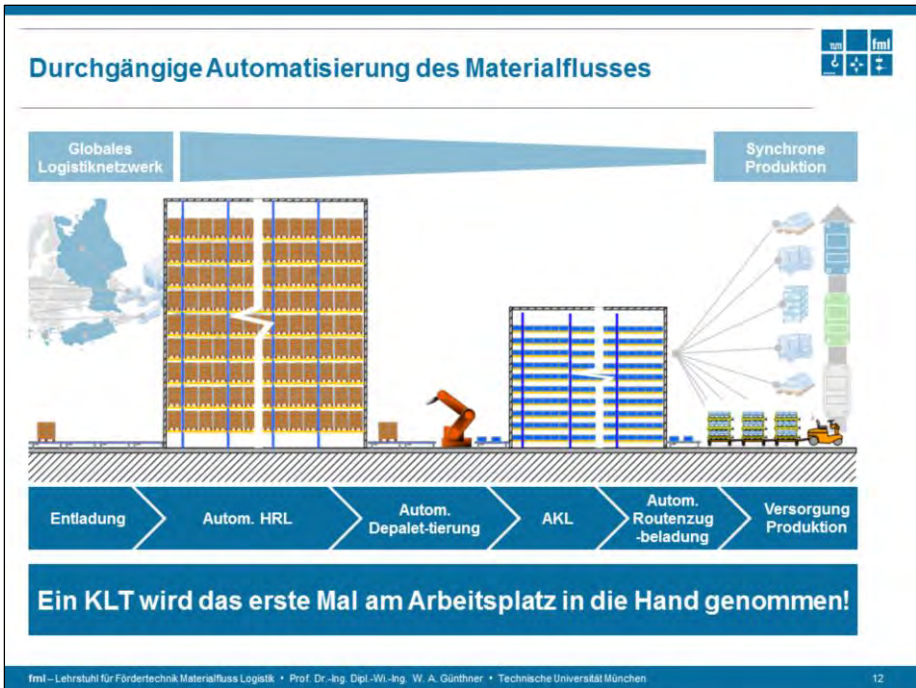 Durchgängige Automatisierung des Materialflusses
TUM
fml
Globales
Logistiknetzwerk
Synchrone
Produktion
Entladung
Autom. HRL
Autom.
Depalet-tierung
AKL
Autom.
Routenzug
-beladung
Versorgung
Produktion
Ein KLT wird das erste Mal am Arbeitsplatz in die Hand genommen!
fml – Lehrstuhl für Fördertechnik Materialfluss Logistik • Prof. Dr.-Ing. Dipl.-Wi.-Ing. W. A. Günthner • Technische Universität München
12